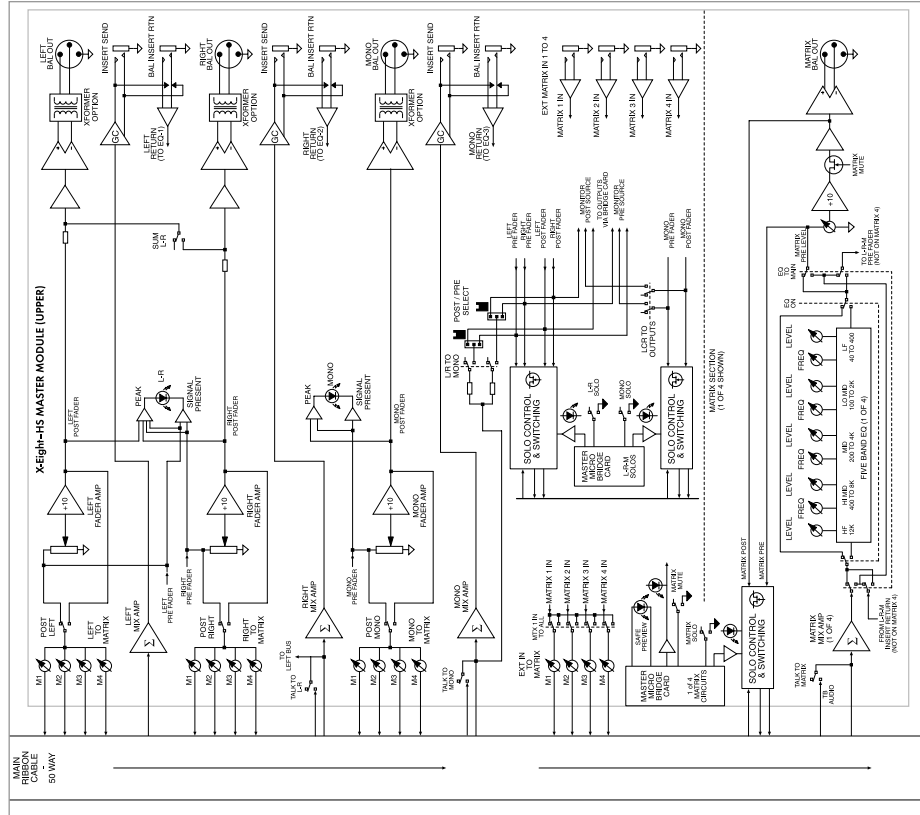 X-Eight-HS MASTER MODULE (UPPER)
LEFT
BAL OUT
XFORMER
OPTION
INSERT SEND
BAL INSERT RTN
GC
LEFT
RETURN
(TO EQ-1)
RIGHT
BAL OUT
XFORMER
OPTION
INSERT SEND
BAL INSERT RTN
GC
RIGHT
RETURN
(TO EQ-2)
MONO
BAL OUT
XFORMER
OPTION
INSERT SEND
BAL INSERT RTN
GC
MONO
RETURN
(TO EQ-3)
EXT MATRIX IN 1 TO 4
MATRIX 1 IN
MATRIX 2 IN
MATRIX 3 IN
MATRIX 4 IN
MATRIX
BAL OUT
MATRIX
MUTE
+10
SUM
L-R
LEFT
POST FADER
PEAK
L-R
SIGNAL
PRESENT
RIGHT
POST FADER
PEAK
MONO
SIGNAL
PRESENT
MONO
POST FADER
+10
LEFT
FADER AMP
+10
RIGHT
FADER AMP
+10
MONO
FADER AMP
LEFT
PRE FADER
RIGHT
PRE FADER
MONO
PRE FADER
POST
LEFT
LEFT
TO
MATRIX
LEFT
MIX AMP
Σ
POST
RIGHT
RIGHT
TO
MATRIX
RIGHT
MIX AMP
Σ
TO
LEFT BUS
TALK TO
L-R
POST
MONO
MONO
TO
MATRIX
MONO
MIX AMP
Σ
TALK TO
MONO
M1
M2
M3
M4
M1
M2
M3
M4
M1
M2
M3
M4
LEFT
PRE FADER
RIGHT
PRE FADER
LEFT
POST FADER
RIGHT
POST FADER
MONITOR
POST SOURCE
TO OUTPUTS
VIA BRIDGE CARD
MONITOR
PRE SOURCE
MONO
PRE FADER
MONO
POST FADER
POST / PRE
SELECT
L/R TO
MONO
LCR TO
OUTPUTS
SOLO CONTROL
& SWITCHING
L-R
SOLO
MONO
SOLO
MASTER
MICRO
BRIDGE
CARD
L-R-M
SOLOS
SOLO CONTROL
& SWITCHING
MATRIX SECTION
(1 OF 4 SHOWN)
EXT IN
TO
MATRIX
MTX 1 IN
TO ALL
MATRIX 1 IN
MATRIX 2 IN
MATRIX 3 IN
MATRIX 4 IN
M1
M2
M3
M4
SAFE
PREVIEW
MATRIX
MUTE
MATRIX
SOLO
MASTER
MICRO
BRIDGE
CARD
1 of 4
MATRIX
CIRCUITS
MATRIX POST
MATRIX PRE
SOLO CONTROL
& SWITCHING
MATRIX
PRE LEVEL
TO L-R-M
PRE FADER
(NOT ON MATRIX 4)
EQ
TO
MAIN
EQ
ON
LEVEL
FREQ
LEVEL
FREQ
LEVEL
FREQ
LEVEL
FREQ
LEVEL
LF
40 TO 400
LO MID
100 TO 2K
MID
200 TO 4K
HI MID
400 TO 8K
HF
12K
FIVE BAND EQ (1 OF 4)
MATRIX
MIX AMP
(1 OF 4)
Σ
FROM L-R-M
INSERT RETURN
(NOT ON MATRIX 4)
TALK TO
MATRIX
TB
AUDIO
MAIN
RIBBON
CABLE
-
50 WAY